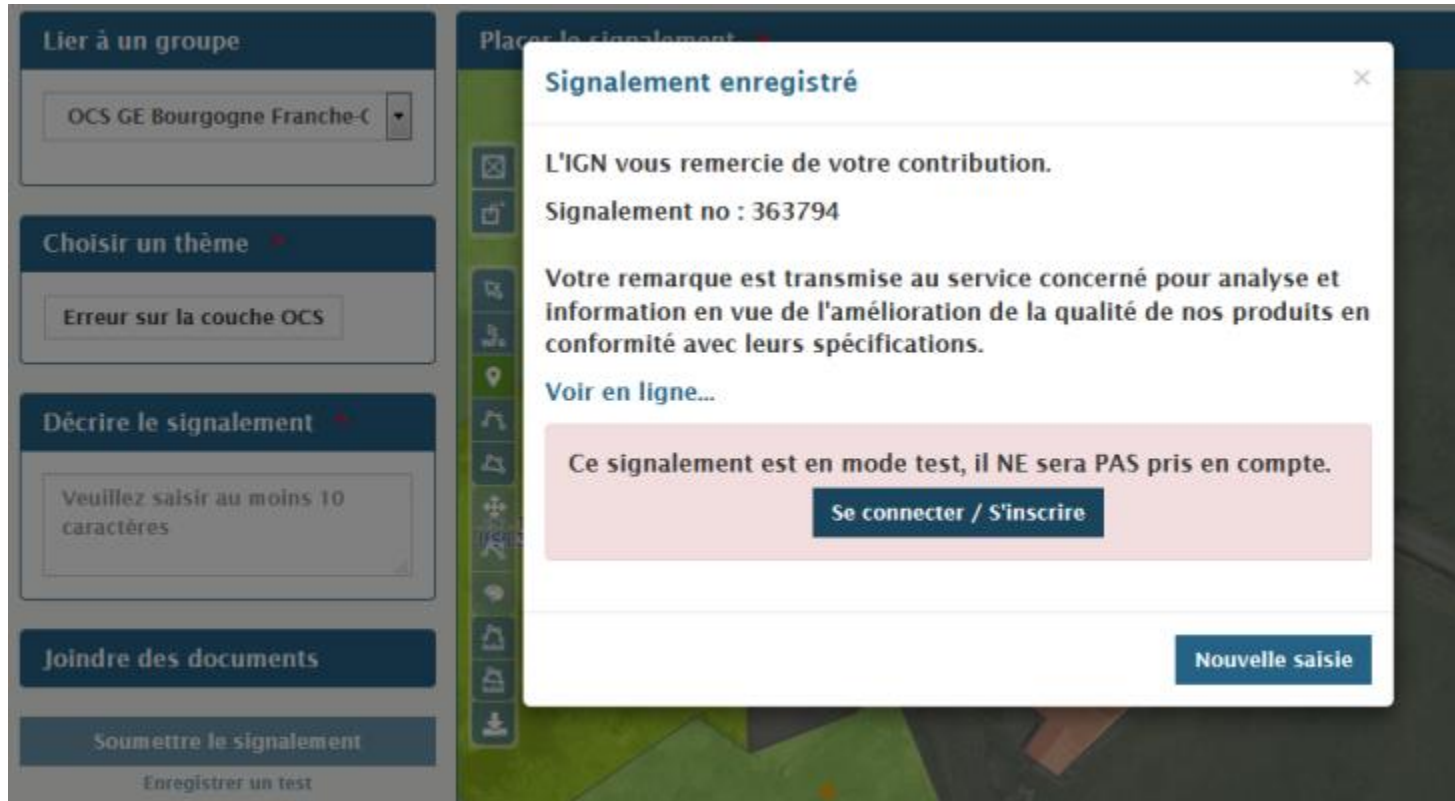 Lier à un groupe
OCS GE Bourgogne Franche-C
Choisir un thème *
Erreur sur la couche OCS
Décrire le signalement *
Veuillez saisir au moins 10
caractères
Joindre des documents
Soumettre le signalement
Enregistrer un test
Placer le signalement *
Signalement enregistré
×
L'IGN vous remercie de votre contribution.
Signalement no : 363794
Votre remarque est transmise au service concerné pour analyse et
information en vue de l'amélioration de la qualité de nos produits en
conformité avec leurs spécifications.
Voir en ligne...
Ce signalement est en mode test, il NE sera PAS pris en compte.
Se connecter / S'inscrire
Nouvelle saisie